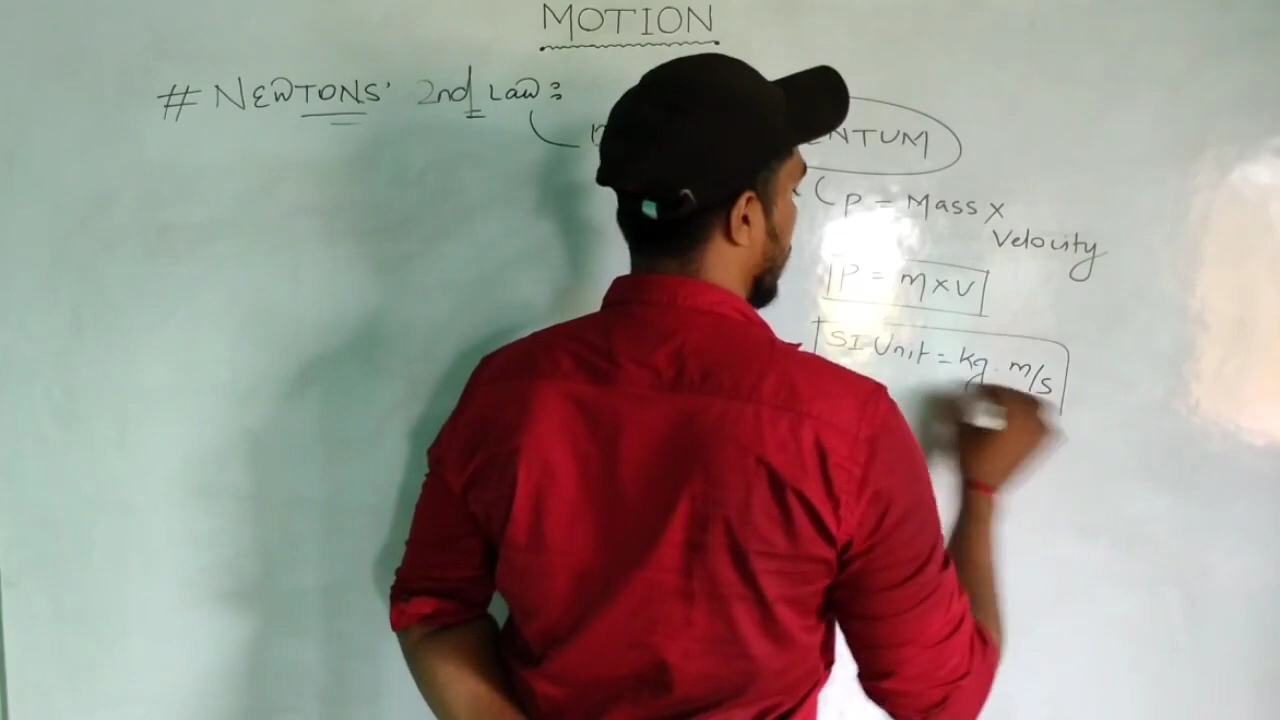 MOTION
# NEWTONS' 2nd Law:
NTUM
P = Mass X
Velocity
P = m x v
SI Unit = kg. m/s